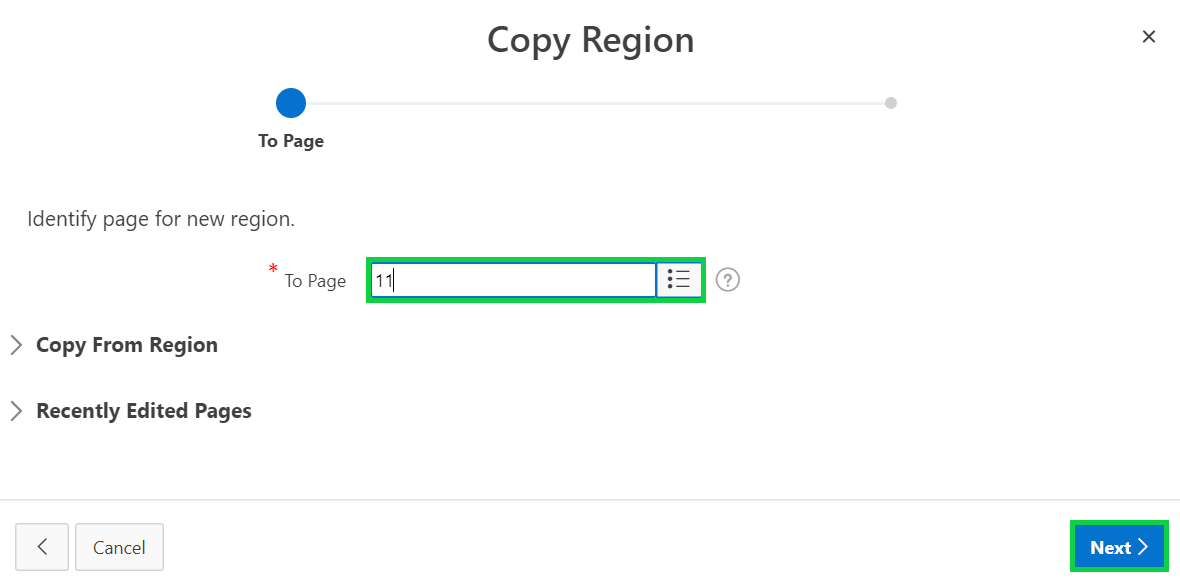 Copy Region
To Page
Identify page for new region.
* To Page 11
Copy From Region
Recently Edited Pages
Cancel
Next